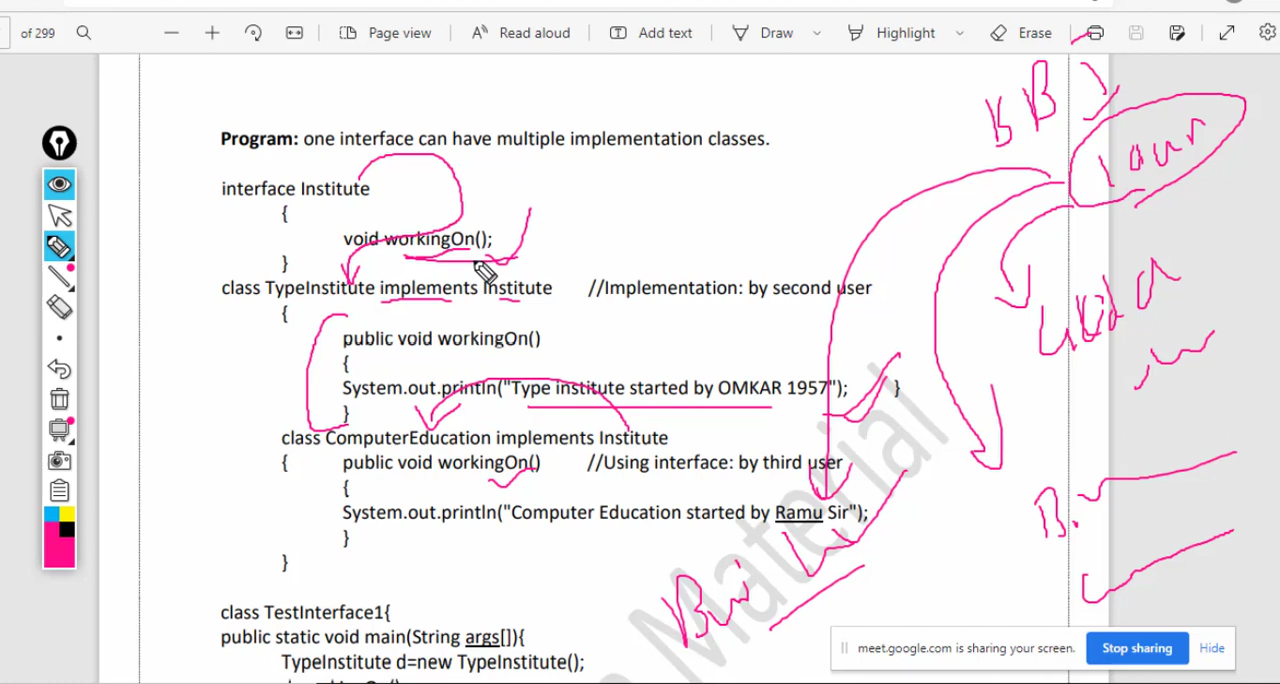 of 299 Page view Read aloud Add text Draw Highlight Erase
Program: one interface can have multiple implementation classes.
interface Institute
{
void workingOn();
}
class TypeInstitute implements Institute //Implementation: by second user
{
public void workingOn()
{
System.out.println("Type institute started by OMKAR 1957"); }
}
class ComputerEducation implements Institute
{ public void workingOn() //Using interface: by third user
{
System.out.println("Computer Education started by Ramu Sir");
}
}
class TestInterface1{
public static void main(String args[]){
TypeInstitute d=new TypeInstitute();
meet.google.com is sharing your screen. Stop sharing Hide